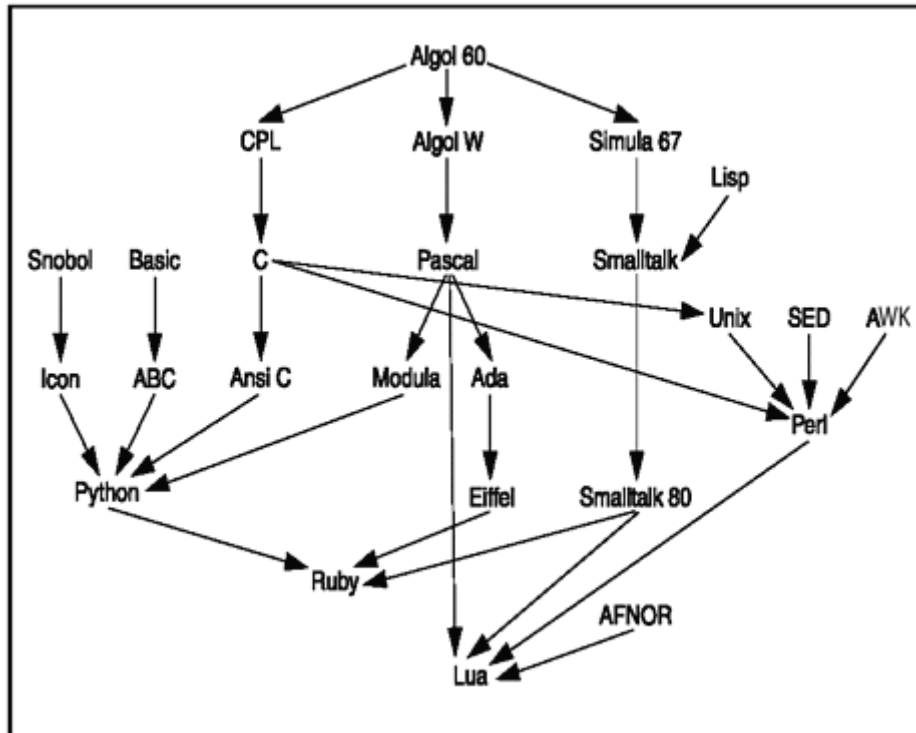 Algol 60
CPL
Algol W
Simula 67
Lisp
Snobol
Basic
C
Pascal
Smalltalk
Unix
SED
AWK
Icon
ABC
Ansi C
Modula
Ada
Perl
Python
Eiffel
Smalltalk 80
Ruby
AFNOR
Lua